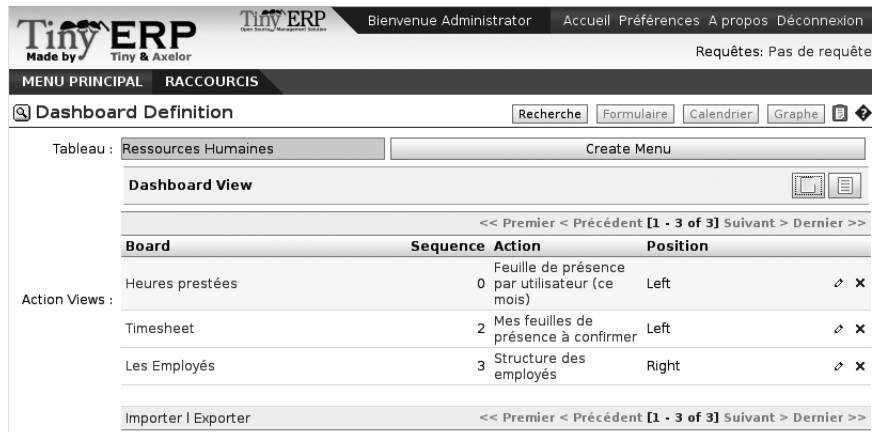 Tiny ERP
Made by Tiny & Axelor
Tiny ERP
Open Source Management Solution
Bienvenue Administrator
Accueil Préférences A propos Déconnexion
Requêtes: Pas de requête
MENU PRINCIPAL RACCOURCIS
Dashboard Definition
Recherche Formulaire Calendrier Graphe
Tableau : Ressources Humaines Create Menu
Dashboard View
<< Premier < Précédent [1 - 3 of 3] Suivant > Dernier >>
Board Sequence Action Position
Action Views :
Heures prestées 0 Feuille de présence par utilisateur (ce mois) Left
Timesheet 2 Mes feuilles de présence à confirmer Left
Les Employés 3 Structure des employés Right
Importer | Exporter << Premier < Précédent [1 - 3 of 3] Suivant > Dernier >>